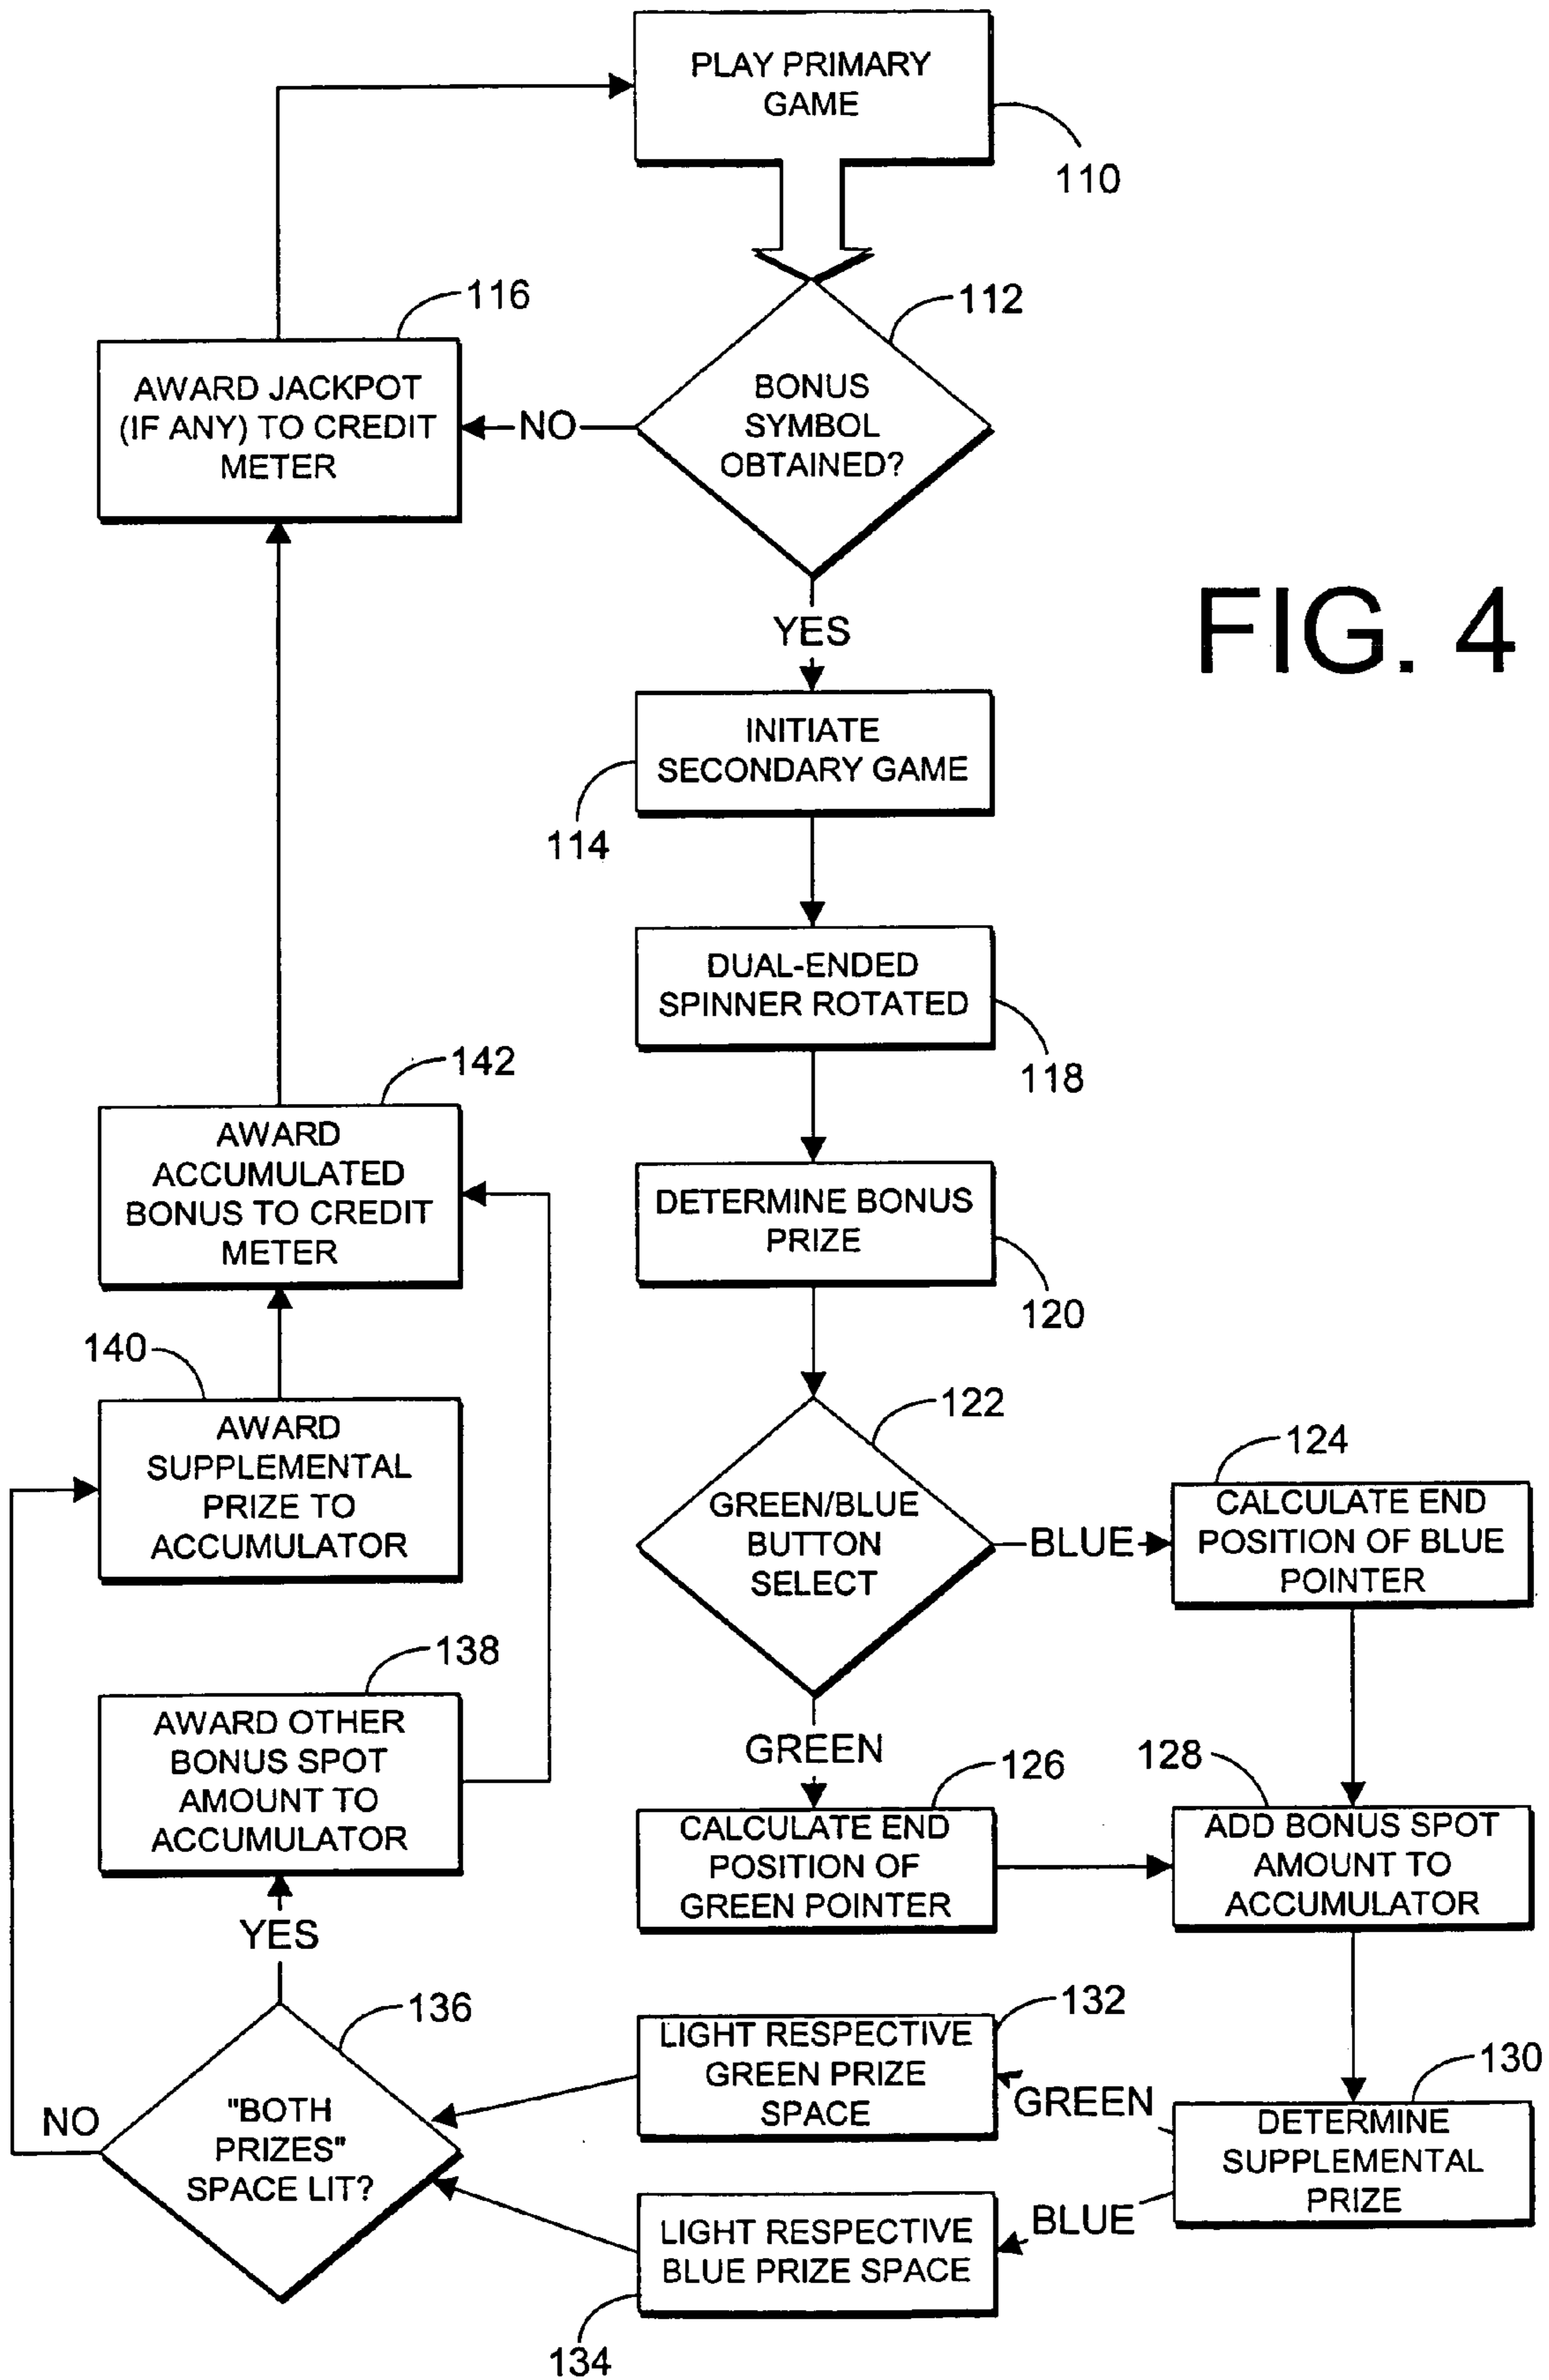 PLAY PRIMARY
GAME
110
116
112
AWARD JACKPOT
(IF ANY) TO CREDIT
METER
NO
BONUS
SYMBOL
OBTAINED?
YES
FIG. 4
INITIATE
SECONDARY GAME
114
DUAL-ENDED
SPINNER ROTATED
118
142
AWARD
ACCUMULATED
BONUS TO CREDIT
METER
DETERMINE BONUS
PRIZE
120
140
AWARD
SUPPLEMENTAL
PRIZE TO
ACCUMULATOR
122
GREEN/BLUE
BUTTON
SELECT
BLUE
124
CALCULATE END
POSITION OF BLUE
POINTER
138
AWARD OTHER
BONUS SPOT
AMOUNT TO
ACCUMULATOR
GREEN
126
CALCULATE END
POSITION OF
GREEN POINTER
128
ADD BONUS SPOT
AMOUNT TO
ACCUMULATOR
YES
136
"BOTH
PRIZES"
SPACE LIT?
NO
132
LIGHT RESPECTIVE
GREEN PRIZE
SPACE
GREEN
130
DETERMINE
SUPPLEMENTAL
PRIZE
BLUE
LIGHT RESPECTIVE
BLUE PRIZE SPACE
134